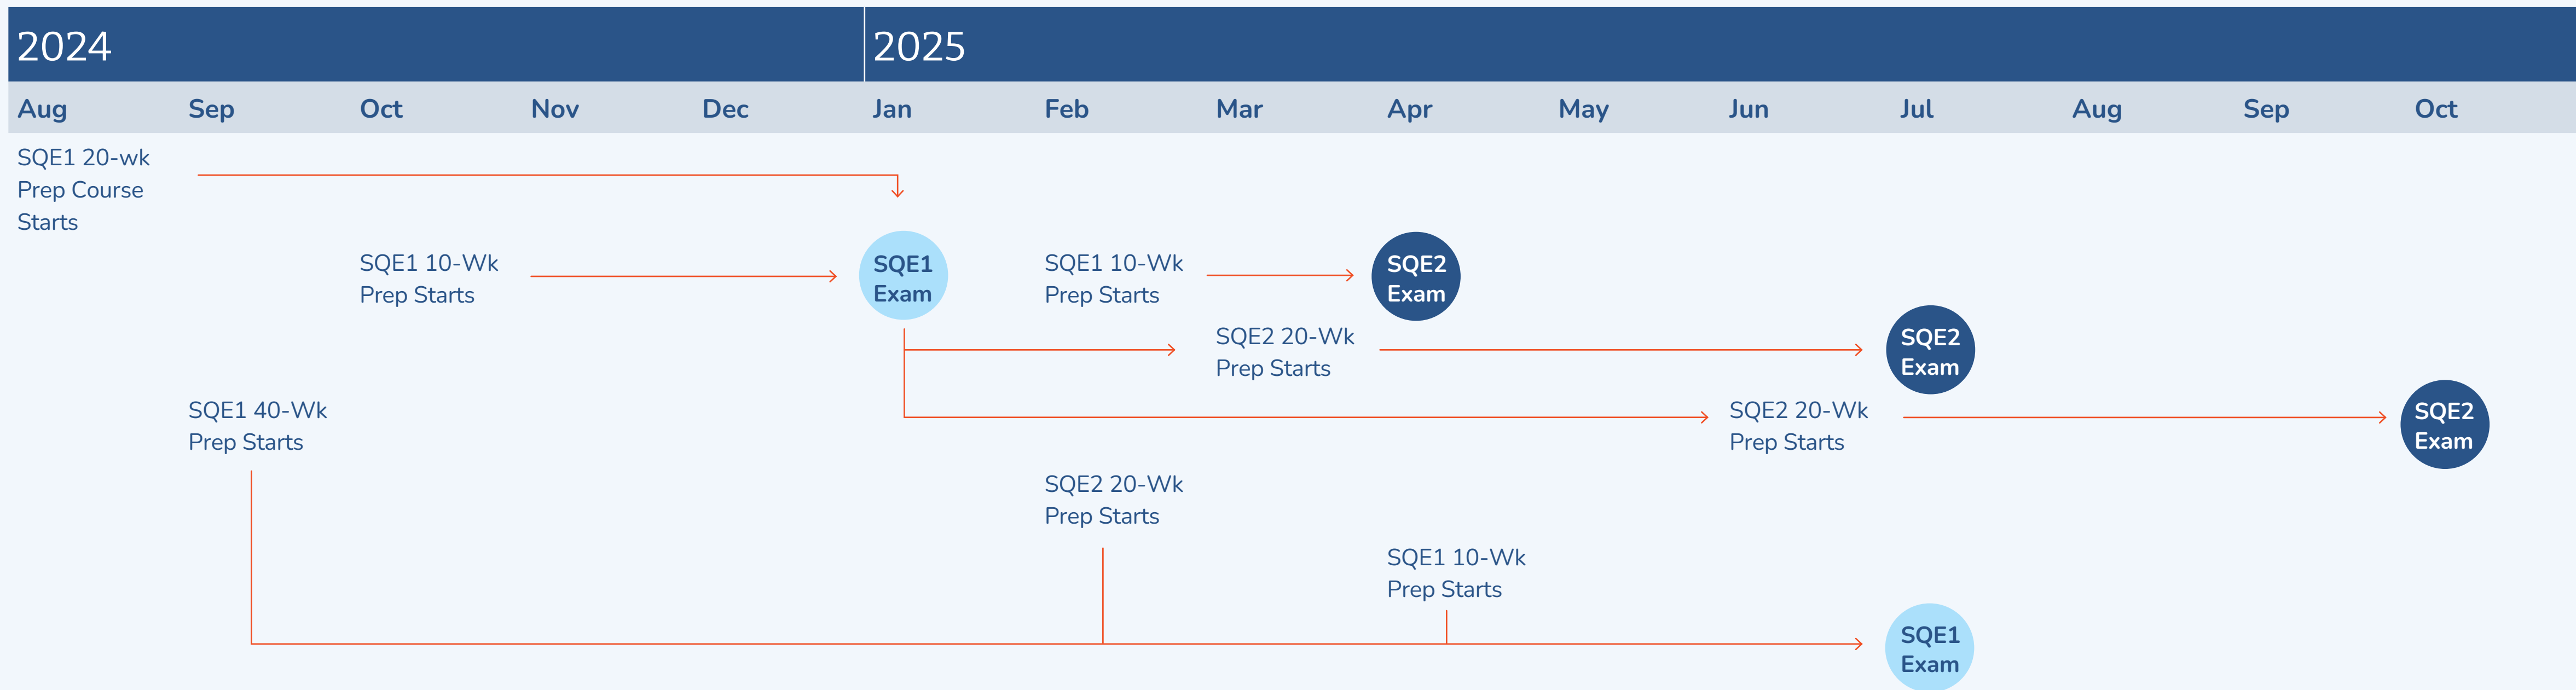 2024
2025
Aug
Sep
Oct
Nov
Dec
Jan
Feb
Mar
Apr
May
Jun
Jul
Aug
Sep
Oct
SQE1 20-wk
Prep Course
Starts
SQE1 10-Wk
Prep Starts
SQE1
Exam
SQE1 10-Wk
Prep Starts
SQE2
Exam
SQE2 20-Wk
Prep Starts
SQE2
Exam
SQE1 40-Wk
Prep Starts
SQE2 20-Wk
Prep Starts
SQE2
Exam
SQE2 20-Wk
Prep Starts
SQE1 10-Wk
Prep Starts
SQE1
Exam